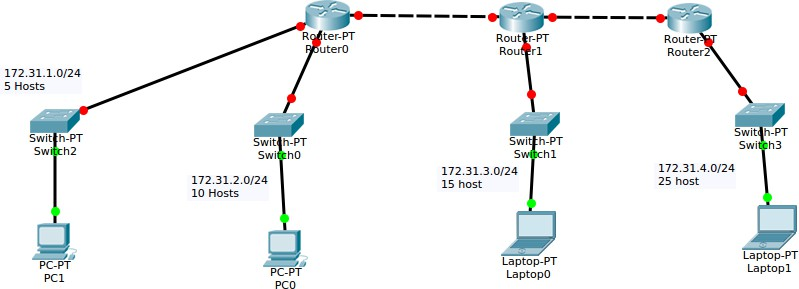 Router-PT
Router0
Router-PT
Router1
Router-PT
Router2
172.31.1.0/24
5 Hosts
Switch-PT
Switch2
Switch-PT
Switch0
Switch-PT
Switch1
Switch-PT
Switch3
172.31.2.0/24
10 Hosts
172.31.3.0/24
15 host
172.31.4.0/24
25 host
PC-PT
PC1
PC-PT
PC0
Laptop-PT
Laptop0
Laptop-PT
Laptop1